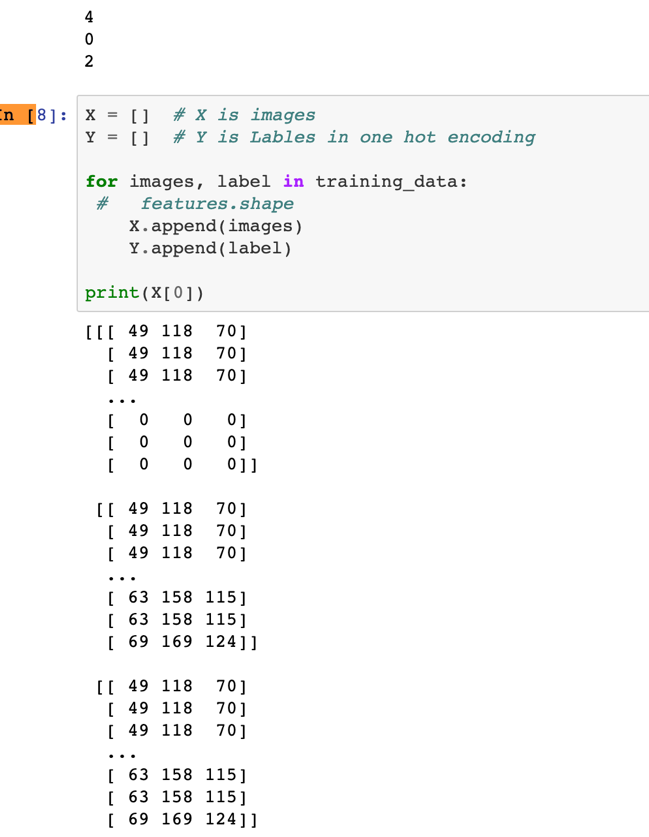 4
0
2
In [8]:
X = []  # X is images
Y = []  # Y is Lables in one hot encoding
for images, label in training_data:
#   features.shape
X.append(images)
Y.append(label)
print(X[0])
[[[ 49 118  70]
[ 49 118  70]
[ 49 118  70]
...
[  0   0   0]
[  0   0   0]
[  0   0   0]]
[[ 49 118  70]
[ 49 118  70]
[ 49 118  70]
...
[ 63 158 115]
[ 63 158 115]
[ 69 169 124]]
[[ 49 118  70]
[ 49 118  70]
[ 49 118  70]
...
[ 63 158 115]
[ 63 158 115]
[ 69 169 124]]